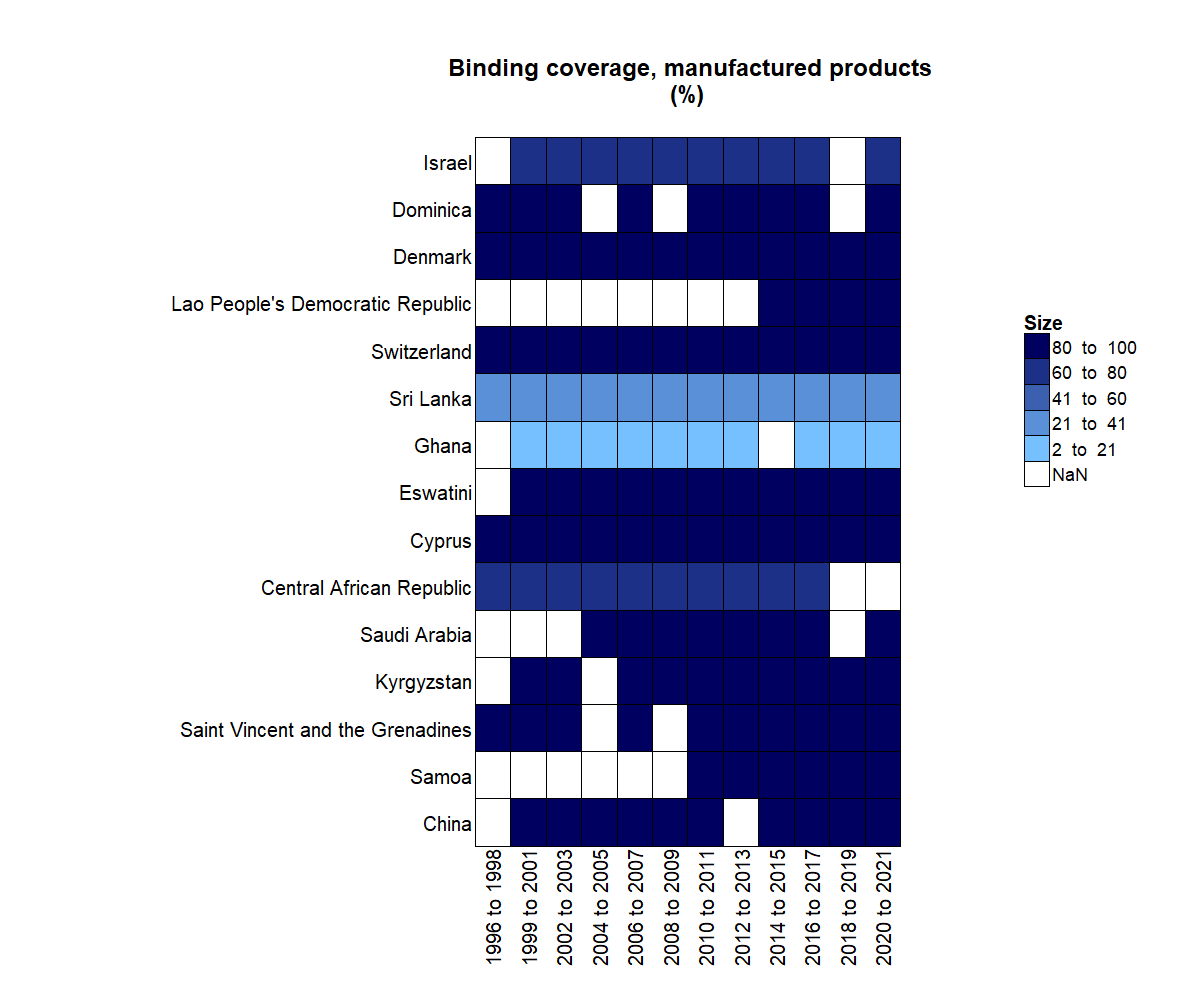 Binding coverage, manufactured products
(%)
Israel
Dominica
Denmark
Lao People's Democratic Republic
Switzerland
Sri Lanka
Ghana
Eswatini
Cyprus
Central African Republic
Saudi Arabia
Kyrgyzstan
Saint Vincent and the Grenadines
Samoa
China
1996 to 1998
1999 to 2001
2002 to 2003
2004 to 2005
2006 to 2007
2008 to 2009
2010 to 2011
2012 to 2013
2014 to 2015
2016 to 2017
2018 to 2019
2020 to 2021
Size
80 to 100
60 to 80
41 to 60
21 to 41
2 to 21
NaN